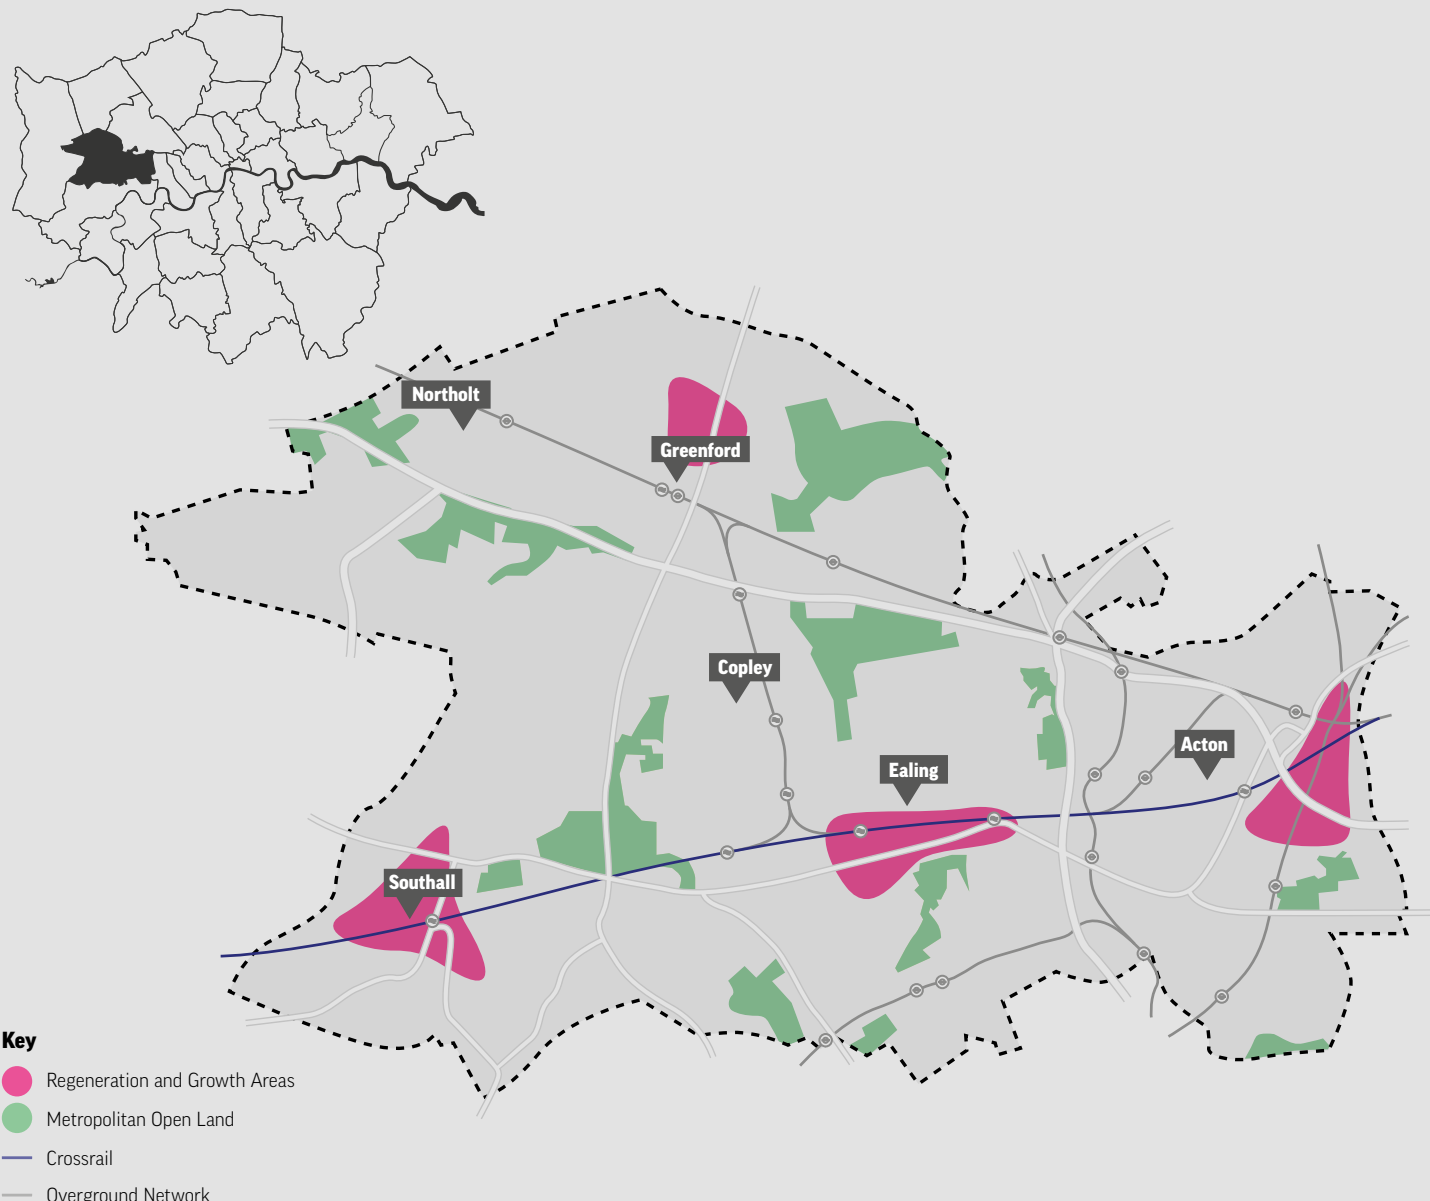 Northolt
Greenford
Copley
Acton
Ealing
Southall
Key
Regeneration and Growth Areas
Metropolitan Open Land
Crossrail
Overground Network